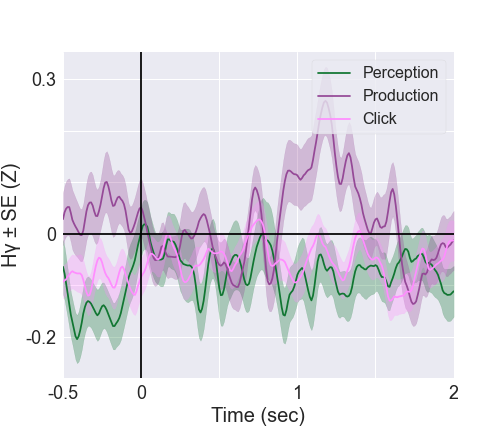 Perception
Production
Click
Hγ ± SE (Z)
0.3
0
-0.2
-0.5 0 1 2
Time (sec)